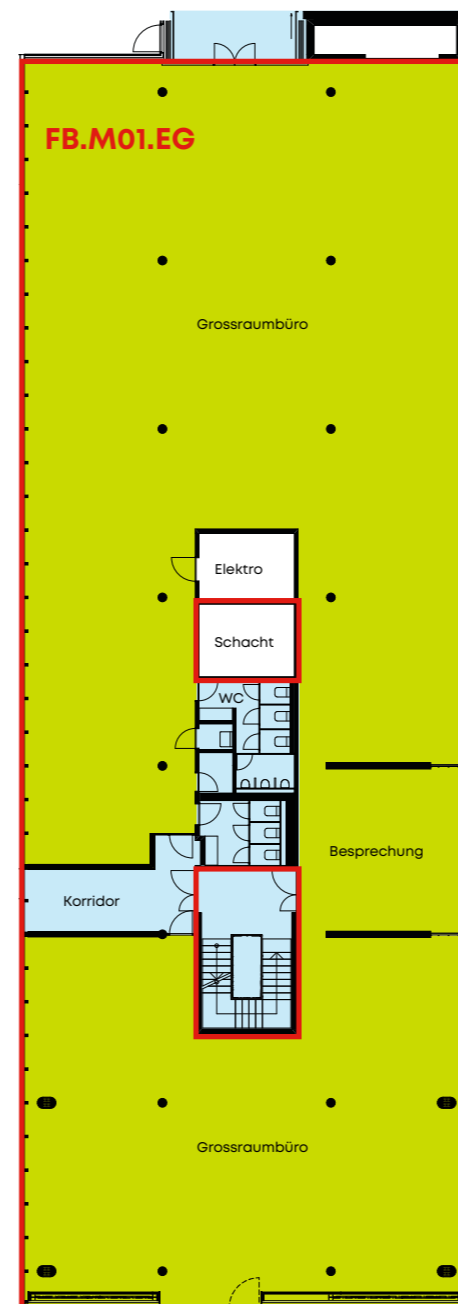 FB.M01.EG
Grossraumbüro
Elektro
Schacht
WC
Besprechung
Korridor
Grossraumbüro